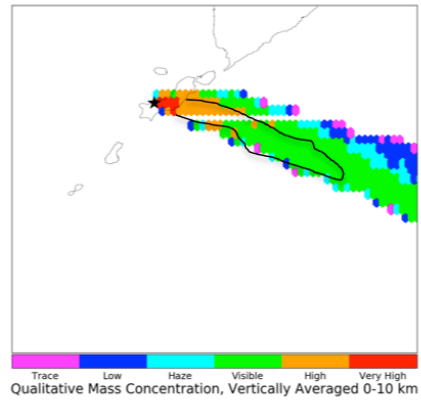 Trace Low Haze Visible High Very High
Qualitative Mass Concentration, Vertically Averaged 0-10 km